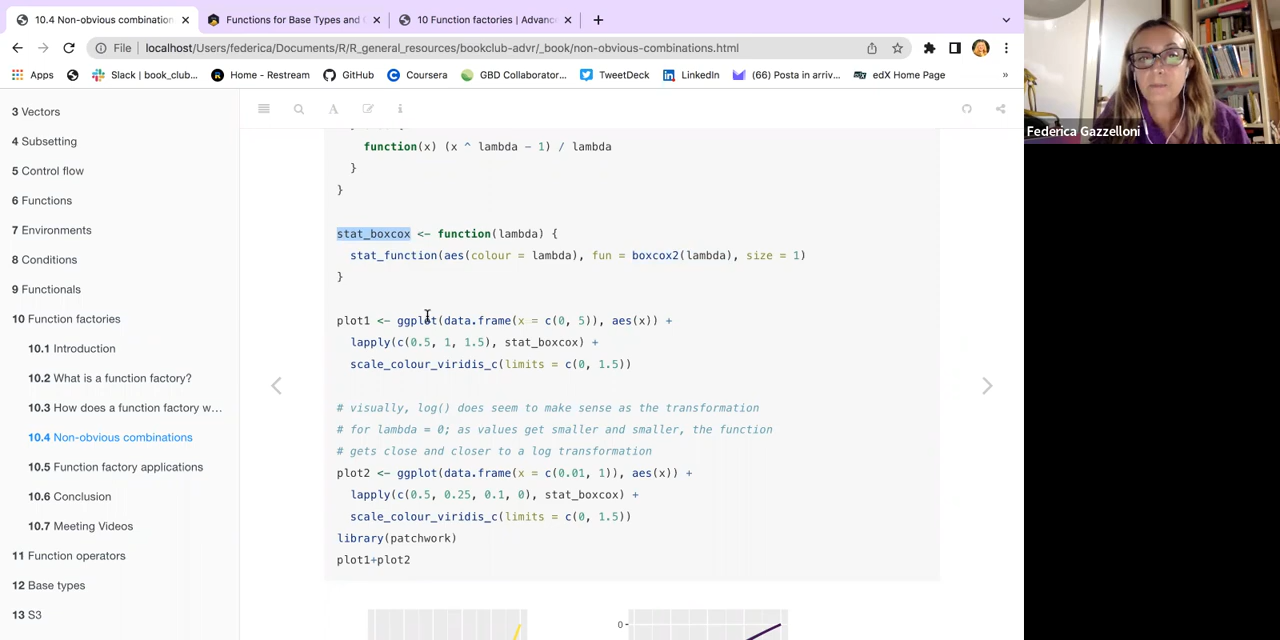 10.4 Non-obvious combination
Functions for Base Types and
10 Function factories | Advanc
File
localhost/Users/federica/Documents/R/R_general_resources/bookclub-advr/_book/non-obvious-combinations.html
Apps
Slack | book_club...
Home - Restream
GitHub
Coursera
GBD Collaborator...
TweetDeck
LinkedIn
(66) Posta in arriv...
edX Home Page
»
Federica Gazzelloni
3 Vectors
4 Subsetting
5 Control flow
6 Functions
7 Environments
8 Conditions
9 Functionals
10 Function factories
10.1 Introduction
10.2 What is a function factory?
10.3 How does a function factory w...
10.4 Non-obvious combinations
10.5 Function factory applications
10.6 Conclusion
10.7 Meeting Videos
11 Function operators
12 Base types
13 S3
function(x) (x ^ lambda - 1) / lambda
}
}
stat_boxcox <- function(lambda) {
stat_function(aes(colour = lambda), fun = boxcox2(lambda), size = 1)
}
plot1 <- ggplot(data.frame(x = c(0, 5)), aes(x)) +
lapply(c(0.5, 1, 1.5), stat_boxcox) +
scale_colour_viridis_c(limits = c(0, 1.5))
# visually, log() does seem to make sense as the transformation
# for lambda = 0; as values get smaller and smaller, the function
# gets close and closer to a log transformation
plot2 <- ggplot(data.frame(x = c(0.01, 1)), aes(x)) +
lapply(c(0.5, 0.25, 0.1, 0), stat_boxcox) +
scale_colour_viridis_c(limits = c(0, 1.5))
library(patchwork)
plot1+plot2
0